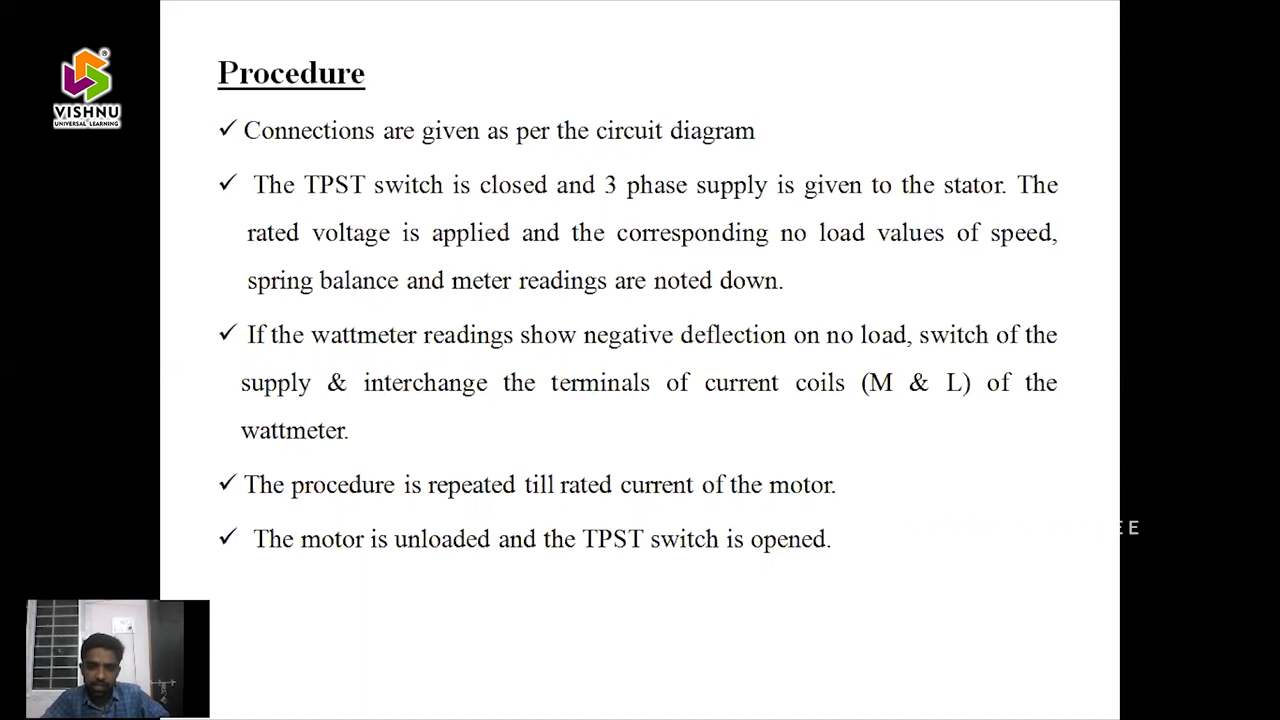 VISHNU
UNIVERSAL LEARNING
Procedure
✓ Connections are given as per the circuit diagram
✓ The TPST switch is closed and 3 phase supply is given to the stator. The
rated voltage is applied and the corresponding no load values of speed,
spring balance and meter readings are noted down.
✓ If the wattmeter readings show negative deflection on no load, switch of the
supply & interchange the terminals of current coils (M & L) of the
wattmeter.
✓ The procedure is repeated till rated current of the motor.
✓ The motor is unloaded and the TPST switch is opened.
EE